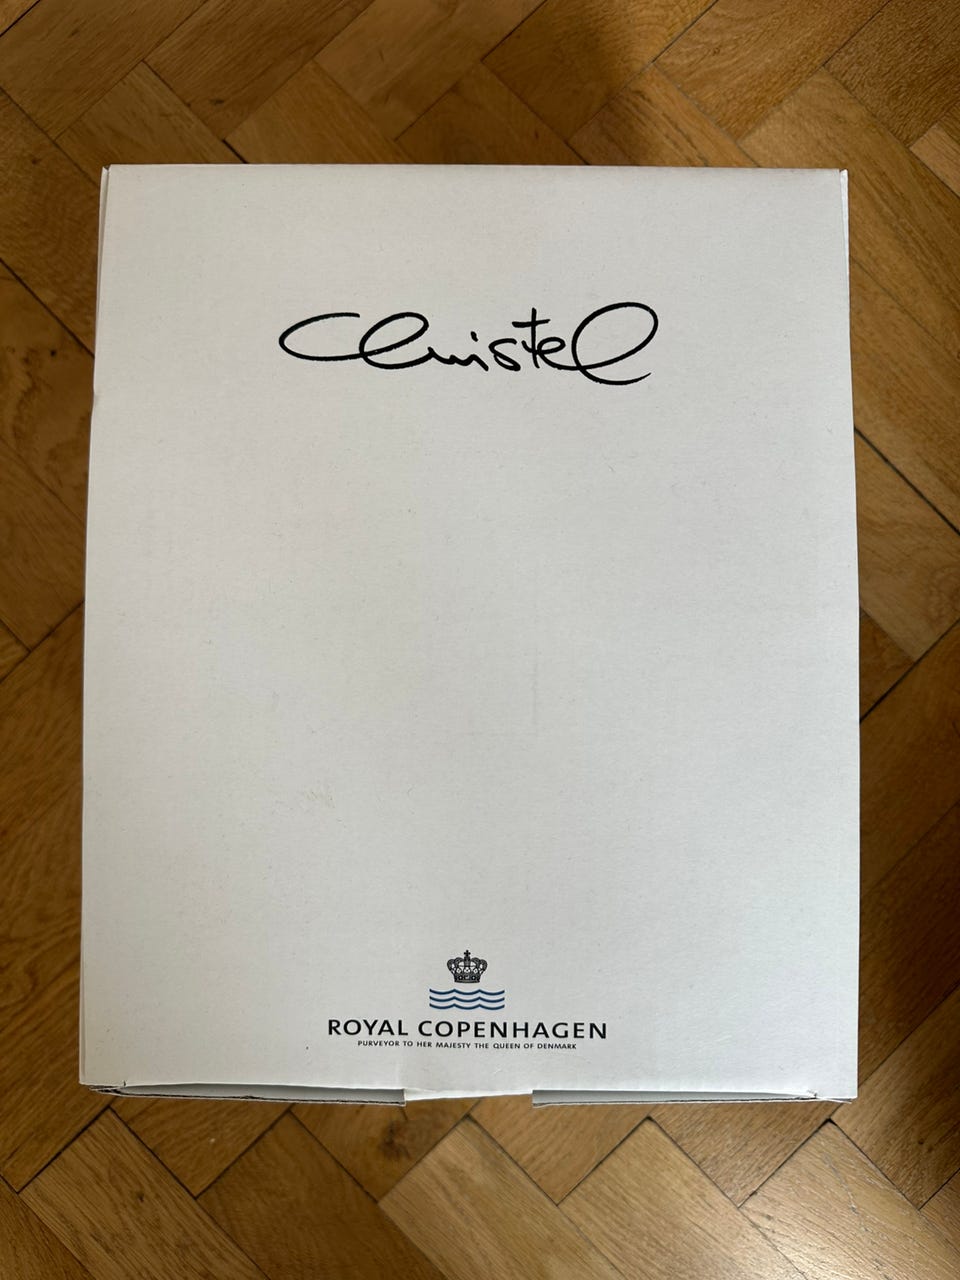 Christel
ROYAL COPENHAGEN
PURVEYOR TO HER MAJESTY THE QUEEN OF DENMARK